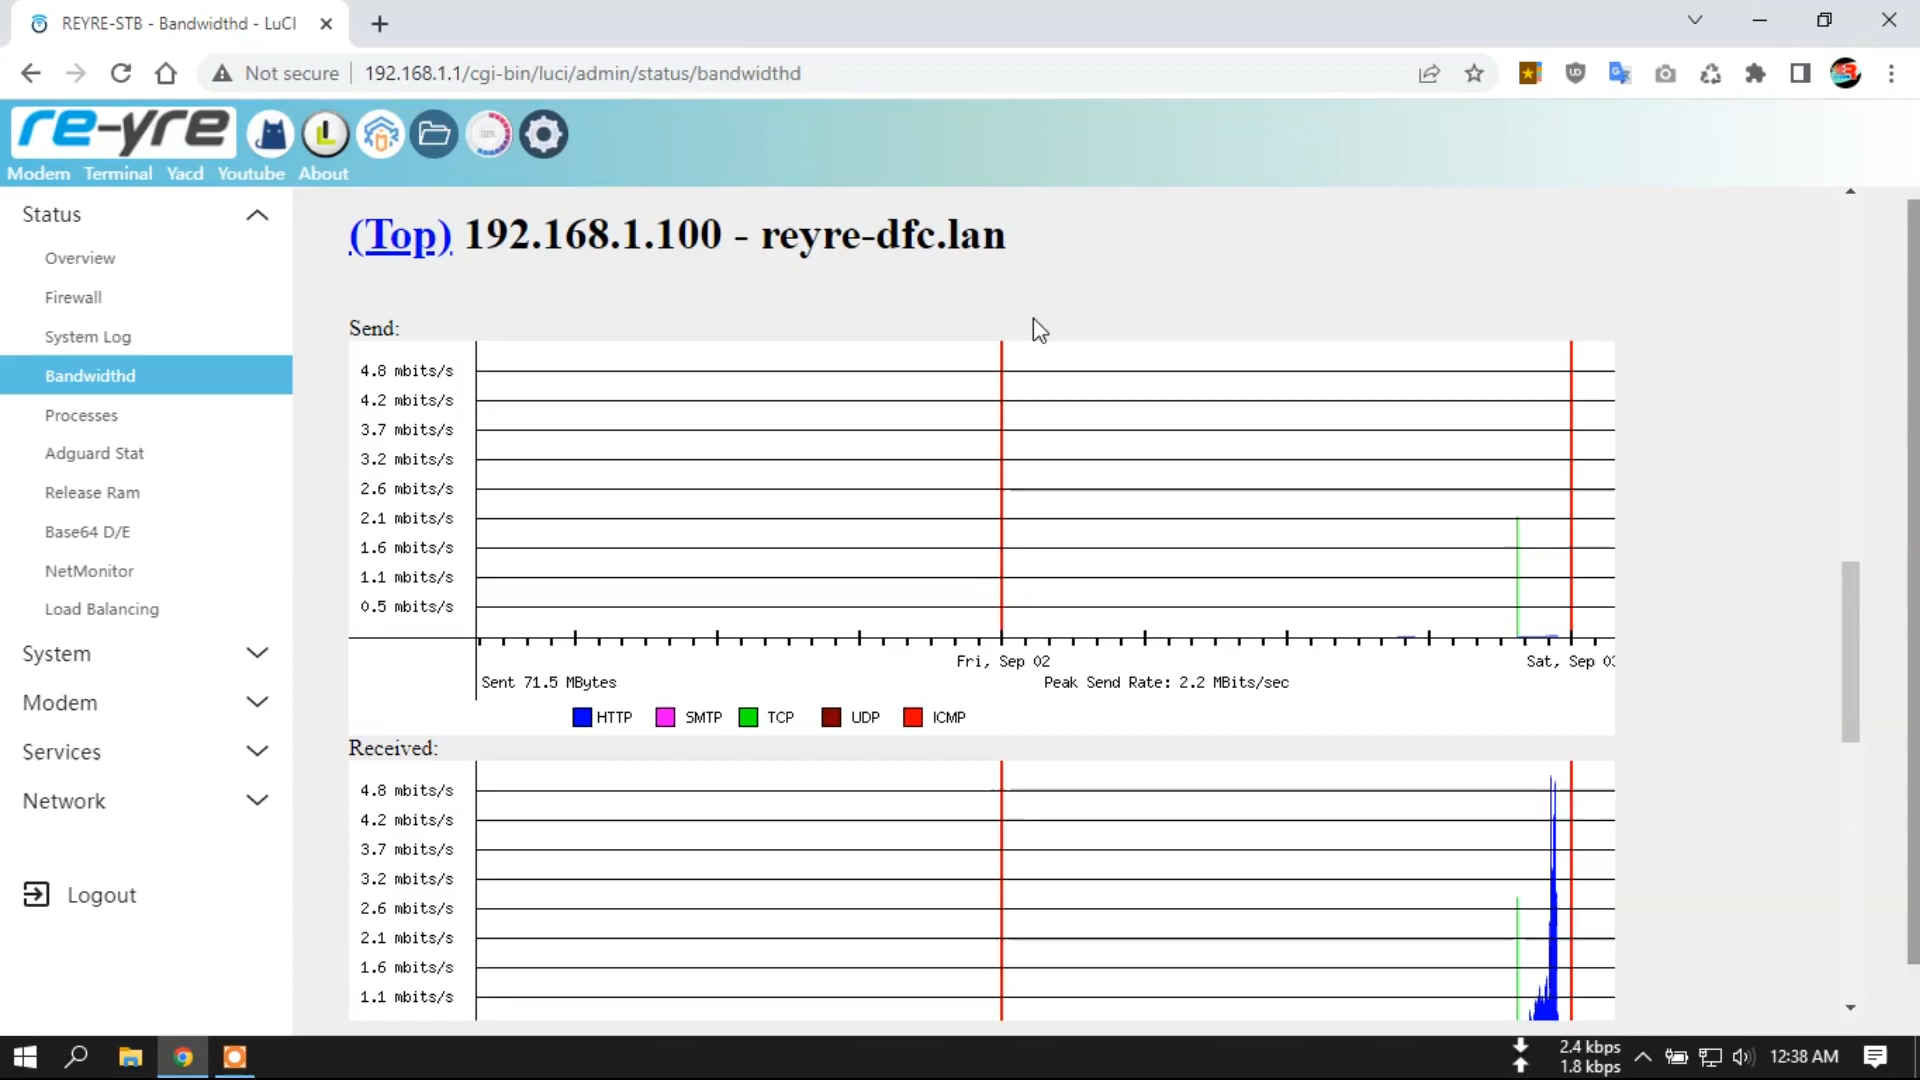 REYRE-STB - Bandwidthd - LuCI
Not secure
192.168.1.1/cgi-bin/luci/admin/status/bandwidthd
re-yre
Modem Terminal Yacd Youtube About
Status
Overview
Firewall
System Log
Bandwidthd
Processes
Adguard Stat
Release Ram
Base64 D/E
NetMonitor
Load Balancing
System
Modem
Services
Network
Logout
(Top) 192.168.1.100 - reyre-dfc.lan
Send:
4.8 mbits/s
4.2 mbits/s
3.7 mbits/s
3.2 mbits/s
2.6 mbits/s
2.1 mbits/s
1.6 mbits/s
1.1 mbits/s
0.5 mbits/s
Fri, Sep 02
Sat, Sep 03
Sent 71.5 MBytes
Peak Send Rate: 2.2 MBits/sec
HTTP SMTP TCP UDP ICMP
Received:
4.8 mbits/s
4.2 mbits/s
3.7 mbits/s
3.2 mbits/s
2.6 mbits/s
2.1 mbits/s
1.6 mbits/s
1.1 mbits/s
2.4 kbps
1.8 kbps
12:38 AM